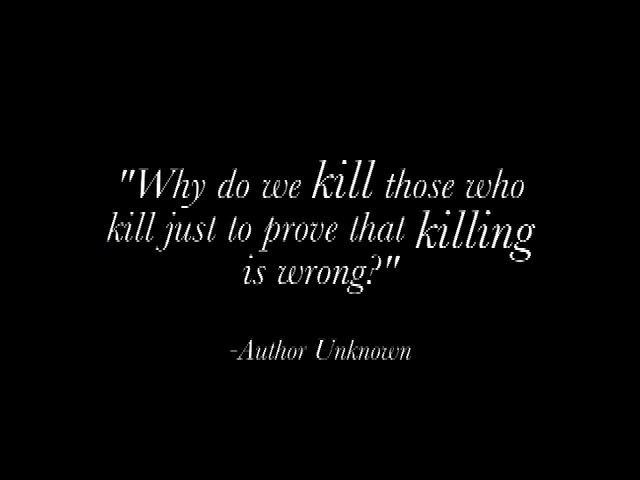 "Why do we kill those who
kill just to prove that killing
is wrong?"
-Author Unknown